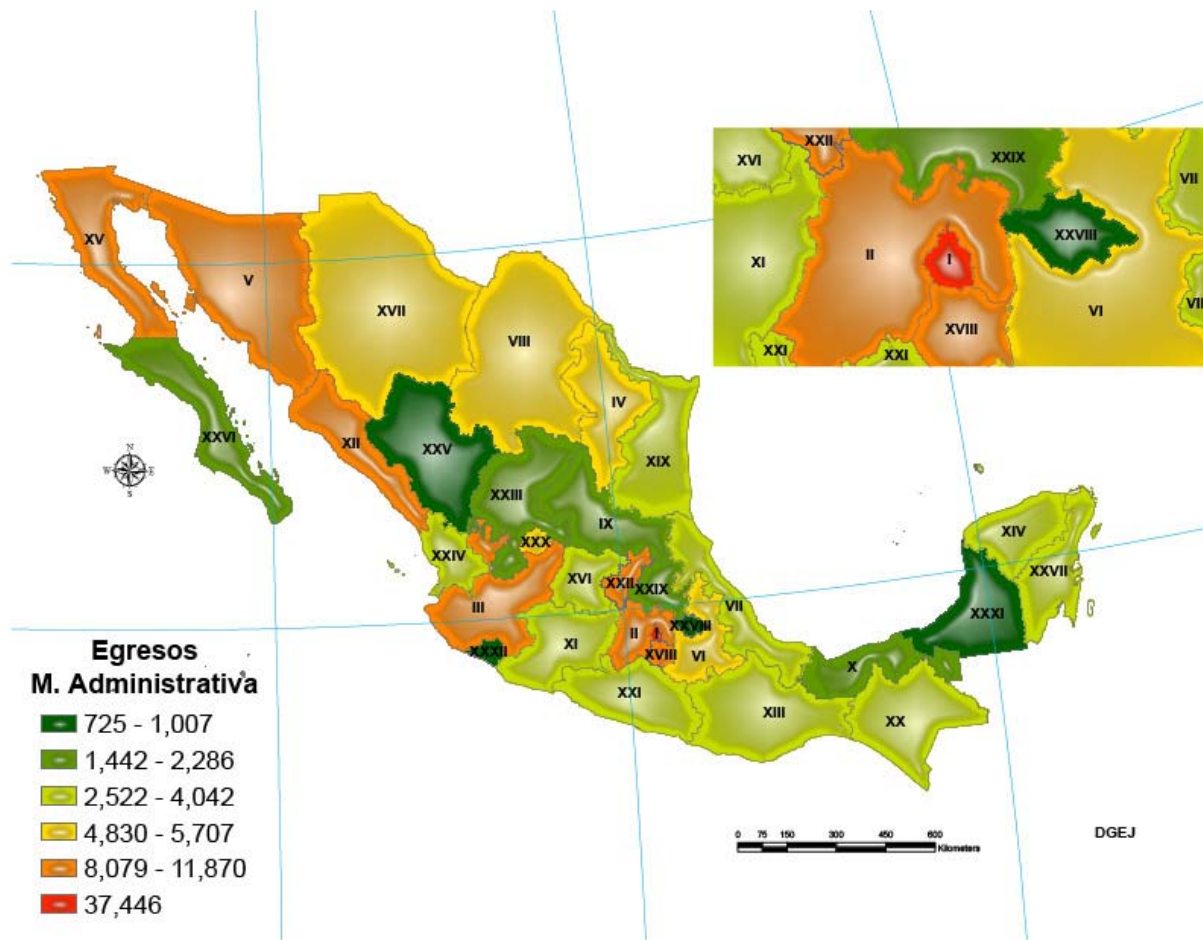 XXII
XVI
XXIX
VII
XXVIII
XI
II
I
VI
XVIII
VII
XXI
XXI
XV
V
XVII
VIII
IV
XII
XXV
XIX
XXVI
N
W
E
S
XXIII
IX
XIV
XXIV
XXX
XVI
XXII
XXIX
XXVII
III
VII
XXXI
XXVIII
II
I
XI
VI
XVIII
XXXII
X
XXI
XIII
XX
Egresos
M. Administrativa
725 - 1,007
1,442 - 2,286
2,522 - 4,042
4,830 - 5,707
8,079 - 11,870
37,446
0 75 150 300 450 600
Kilometers
DGEJ